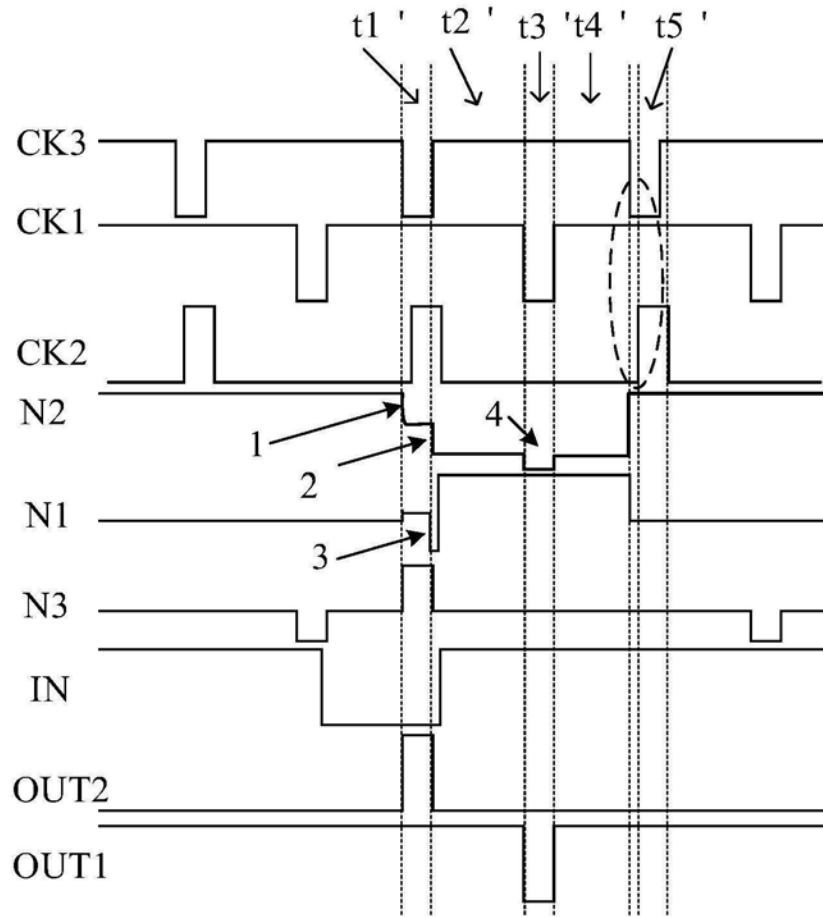 t1 ' t2 ' t3 ' t4 ' t5 '
CK3
CK1
CK2
N2
4
1
2
N1
3
N3
IN
OUT2
OUT1